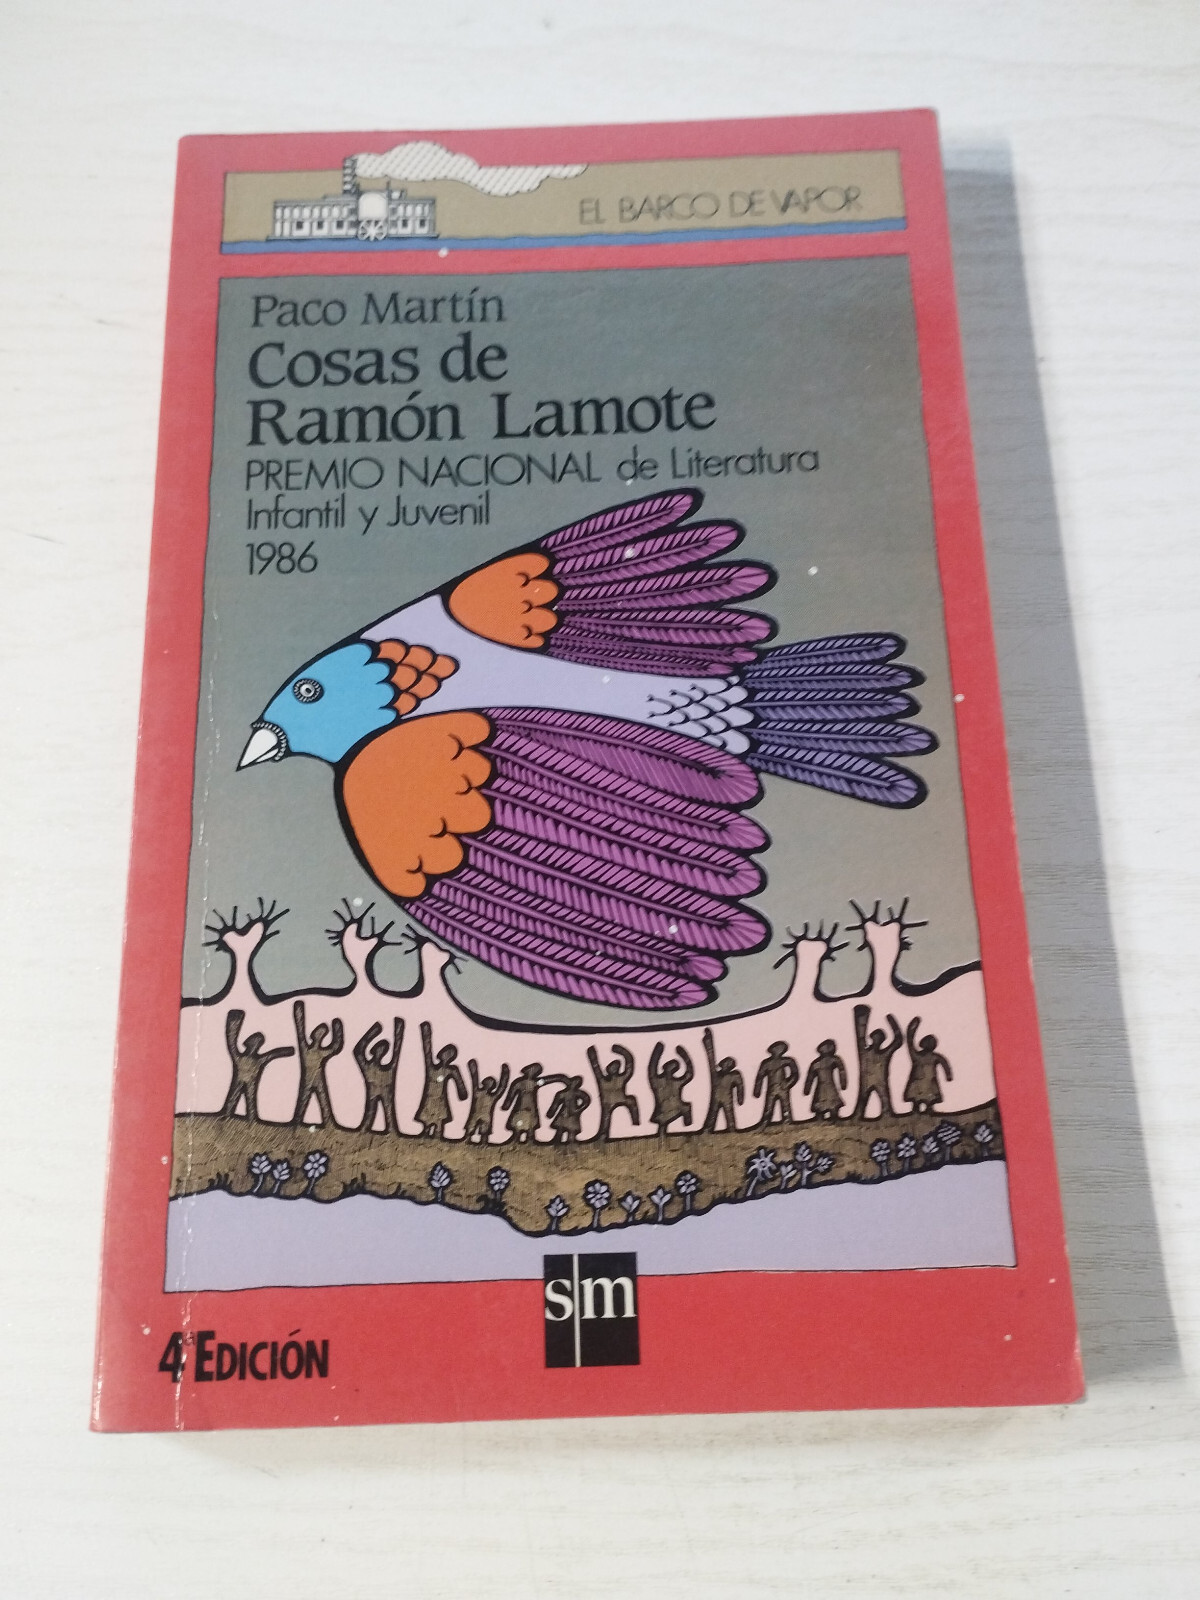 EL BARCO DE VAPOR
Paco Martín
Cosas de
Ramón Lamote
PREMIO NACIONAL de Literatura
Infantil y Juvenil
1986
sm
4ª EDICIÓN